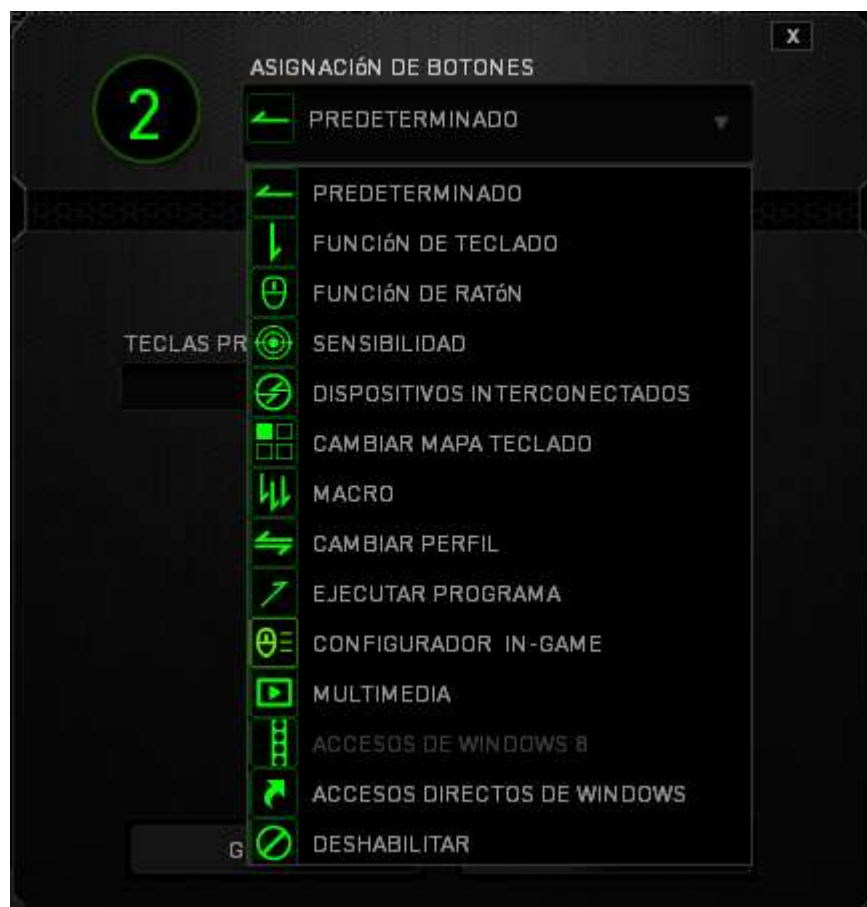 X
ASIGNACIóN DE BOTONES
2
PREDETERMINADO
PREDETERMINADO
FUNCIóN DE TECLADO
FUNCIóN DE RATóN
TECLAS PR
SENSIBILIDAD
DISPOSITIVOS INTERCONECTADOS
CAMBIAR MAPA TECLADO
MACRO
CAMBIAR PERFIL
EJECUTAR PROGRAMA
CONFIGURADOR IN-GAME
MULTIMEDIA
ACCESOS DE WINDOWS 8
ACCESOS DIRECTOS DE WINDOWS
G
DESHABILITAR